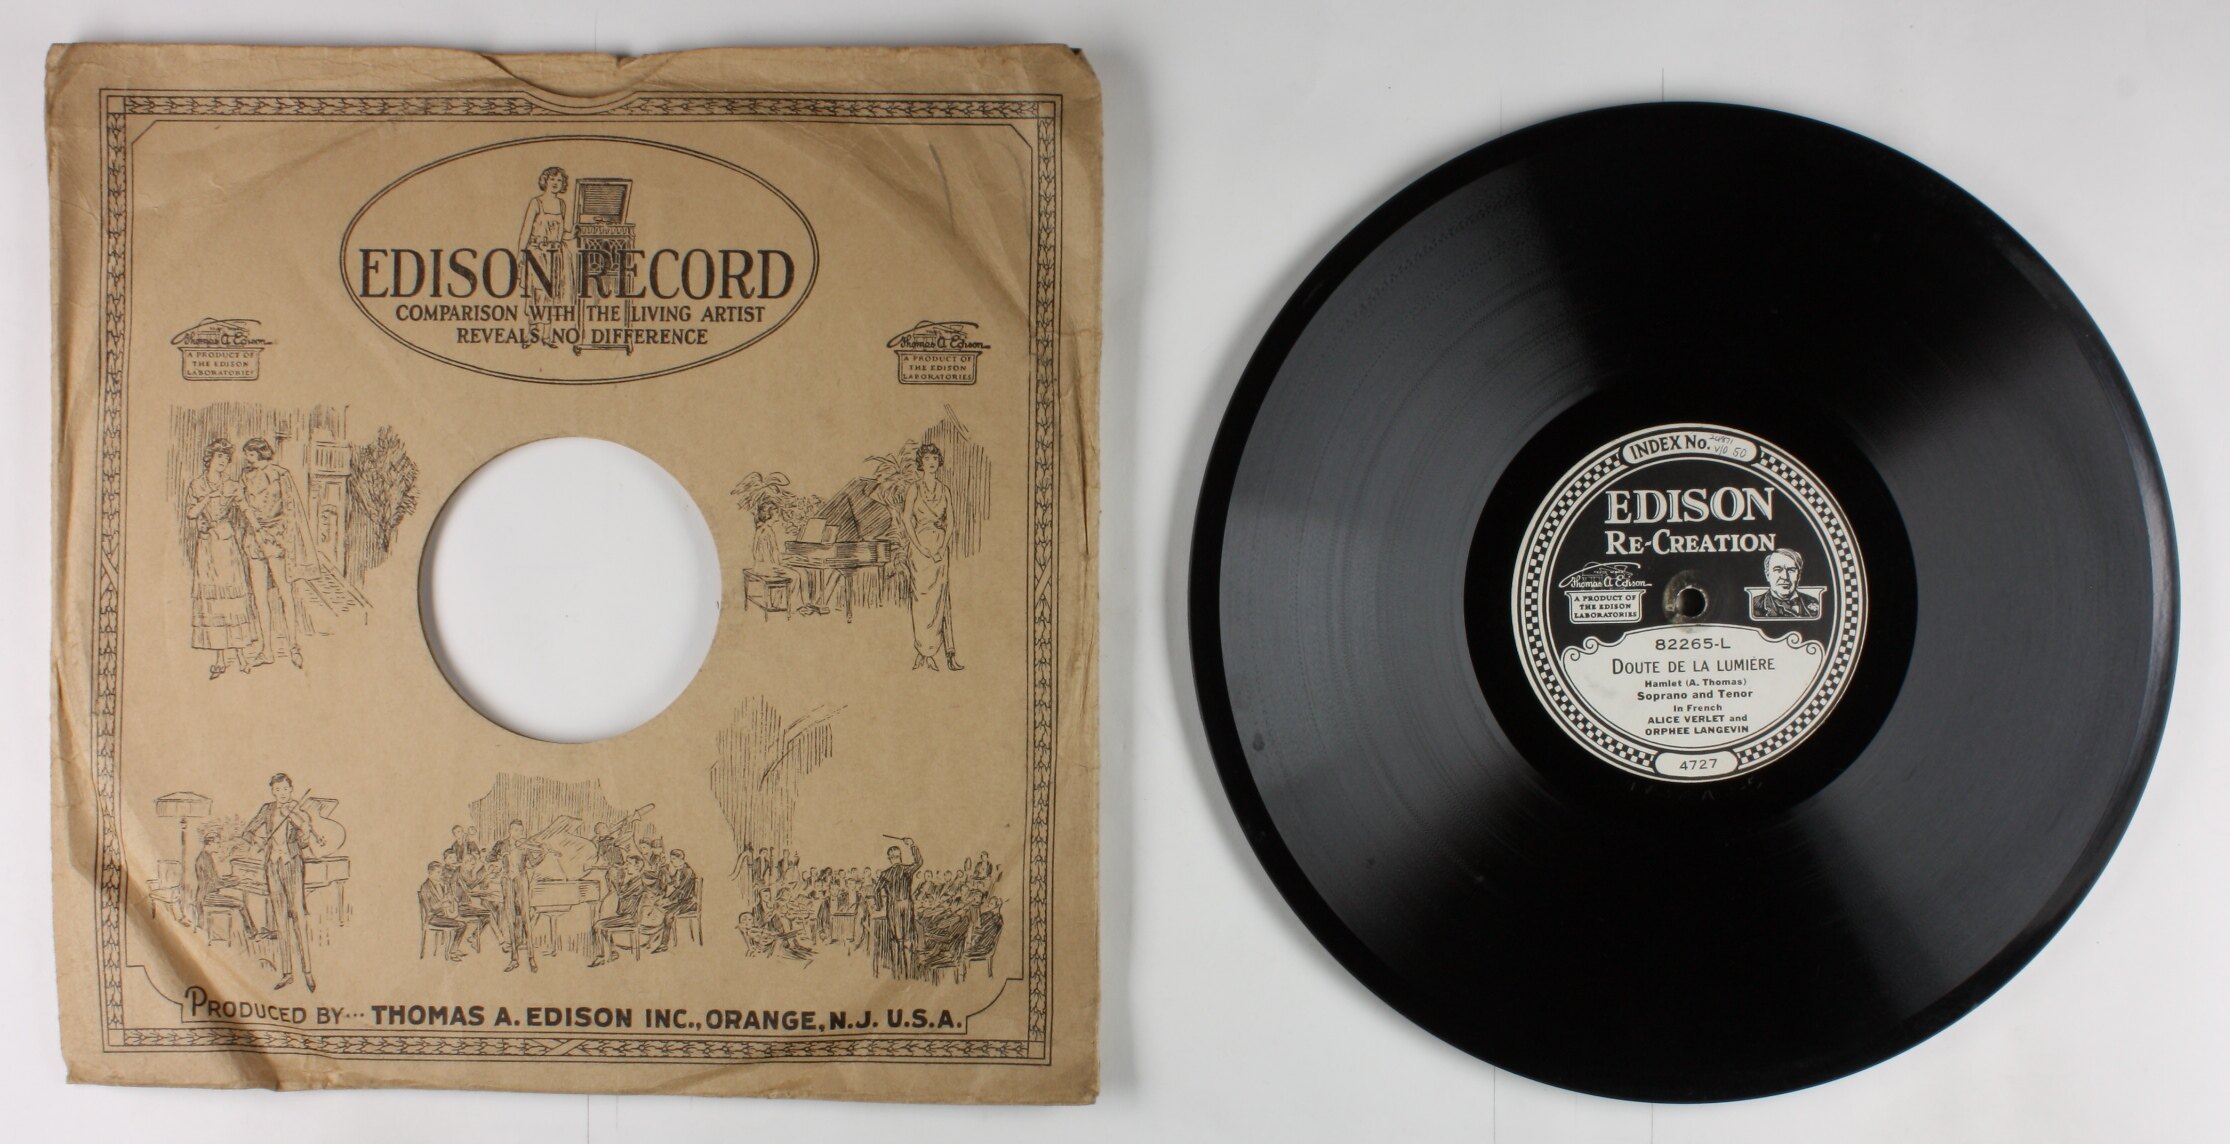 EDISON RECORD
COMPARISON WITH THE LIVING ARTIST
REVEALS NO DIFFERENCE
Thomas A. Edison
A PRODUCT OF
THE EDISON
LABORATORIES
Thomas A. Edison
A PRODUCT OF
THE EDISON
LABORATORIES
PRODUCED BY... THOMAS A. EDISON INC., ORANGE, N.J. U.S.A.
INDEX No.
V/O 50
EDISON
RE-CREATION
Thomas A Edison
A PRODUCT OF
THE EDISON
LABORATORIES
82265-L
DOUTE DE LA LUMIÈRE
Hamlet (A. Thomas)
Soprano and Tenor
In French
ALICE VERLET and
ORPHEE LANGEVIN
4727